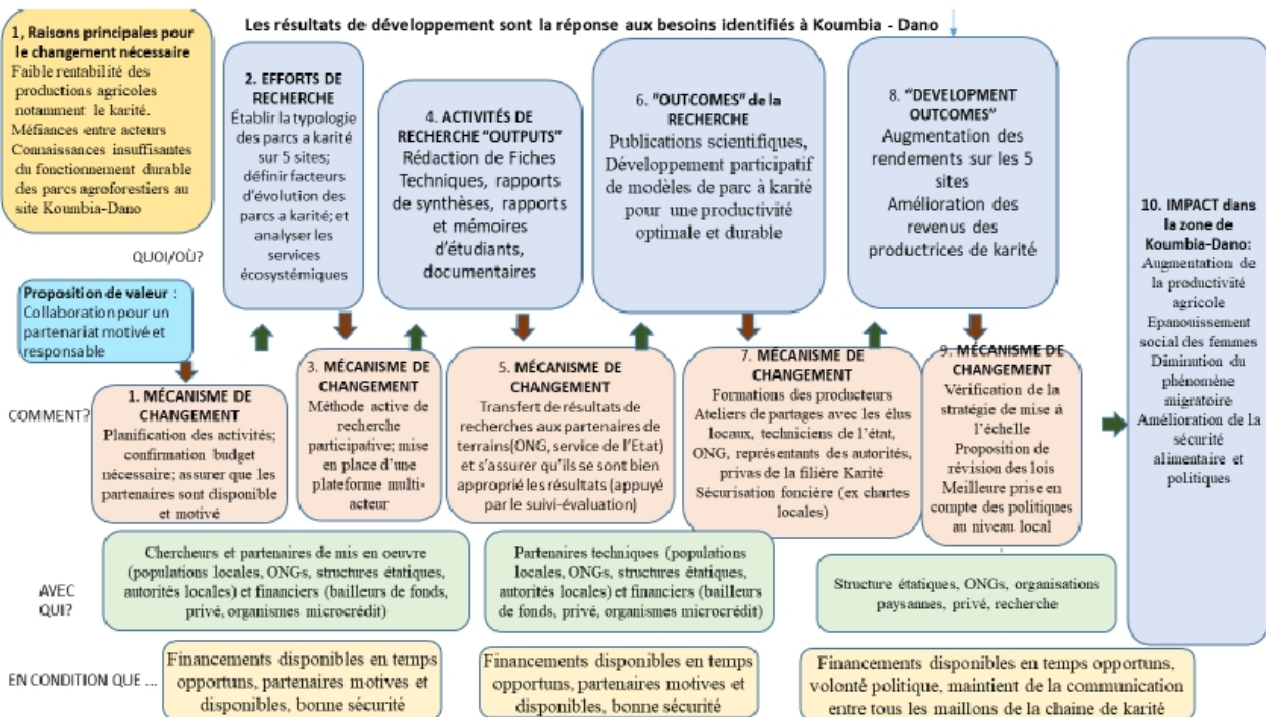 Les résultats de développement sont la réponse aux besoins identifiés à Koumbia - Dano
1, Raisons principales pour
le changement nécessaire
Faible rentabilité des
productions agricoles
notamment le karité.
Méfiances entre acteurs
Connaissances insuffisantes
du fonctionnement durable
des parcs agroforestiers au
site Koumbia-Dano
QUOI/OÙ?
2. EFFORTS DE
RECHERCHE
Établir la typologie
des parcs a karité
sur 5 sites;
définir facteurs
d'évolution des
parcs a karité; et
analyser les
services
écosystémiques
4. ACTIVITÉS DE
RECHERCHE "OUTPUTS"
Rédaction de Fiches
Techniques, rapports
de synthèses, rapports
et mémoires
d'étudiants,
documentaires
6. "OUTCOMES" de la
RECHERCHE
Publications scientifiques,
Développement participatif
de modèles de parc à karité
pour une productivité
optimale et durable
8. "DEVELOPMENT
OUTCOMES"
Augmentation des
rendements sur les 5
sites
Amélioration des
revenus des
productrices de karité
10. IMPACT dans
la zone de
Koumbia-Dano:
Augmentation de
la productivité
agricole
Epanouissement
social des femmes
Diminution du
phénomène
migratoire
Amélioration de la
sécurité
alimentaire et
politiques
Proposition de valeur :
Collaboration pour un
partenariat motivé et
responsable
COMMENT?
1. MÉCANISME DE
CHANGEMENT
Planification des activités;
confirmation budget
nécessaire; assurer que les
partenaires sont disponible
et motivé
3. MÉCANISME DE
CHANGEMENT
Méthode active de
recherche
participative; mise
en place d'une
plateforme multi-
acteur
5. MÉCANISME DE
CHANGEMENT
Transfert de résultats de
recherches aux partenaires de
terrains(ONG, service de l'Etat)
et s'assurer qu'ils se sont bien
approprié les résultats (appuyé
par le suivi-évaluation)
7. MÉCANISME DE
CHANGEMENT
Formations des producteurs
Ateliers de partages avec les élus
locaux, techniciens de l'état,
ONG, représentants des autorités,
privas de la filière Karité
Sécurisation foncière (ex chartes
locales)
9. MÉCANISME DE
CHANGEMENT
Vérification de la
stratégie de mise à
l'échelle
Proposition de
révision des lois
Meilleure prise en
compte des politiques
au niveau local
AVEC
QUI?
Chercheurs et partenaires de mis en oeuvre
(populations locales, ONGs, structures étatiques,
autorités locales) et financiers (bailleurs de fonds,
privé, organismes microcrédit)
Partenaires techniques (populations
locales, ONGs, structures étatiques,
autorités locales) et financiers (bailleurs
de fonds, privé, organismes microcrédit)
Structure étatiques, ONGs, organisations
paysannes, privé, recherche
EN CONDITION QUE ...
Financements disponibles en temps
opportuns, partenaires motives et
disponibles, bonne sécurité
Financements disponibles en temps
opportuns, partenaires motives et
disponibles, bonne sécurité
Financements disponibles en temps opportuns,
volonté politique, maintient de la communication
entre tous les maillons de la chaine de karité